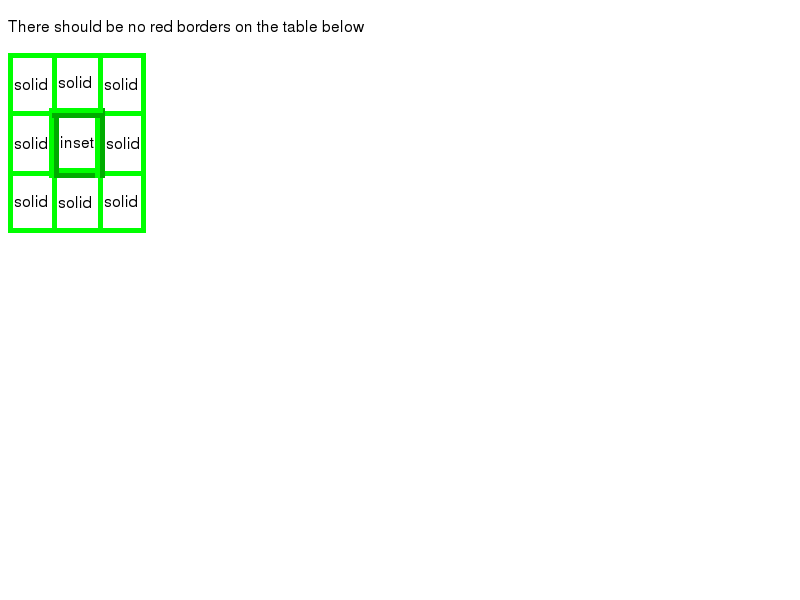 There should be no red borders on the table below
solid solid solid
solid inset solid
solid solid solid